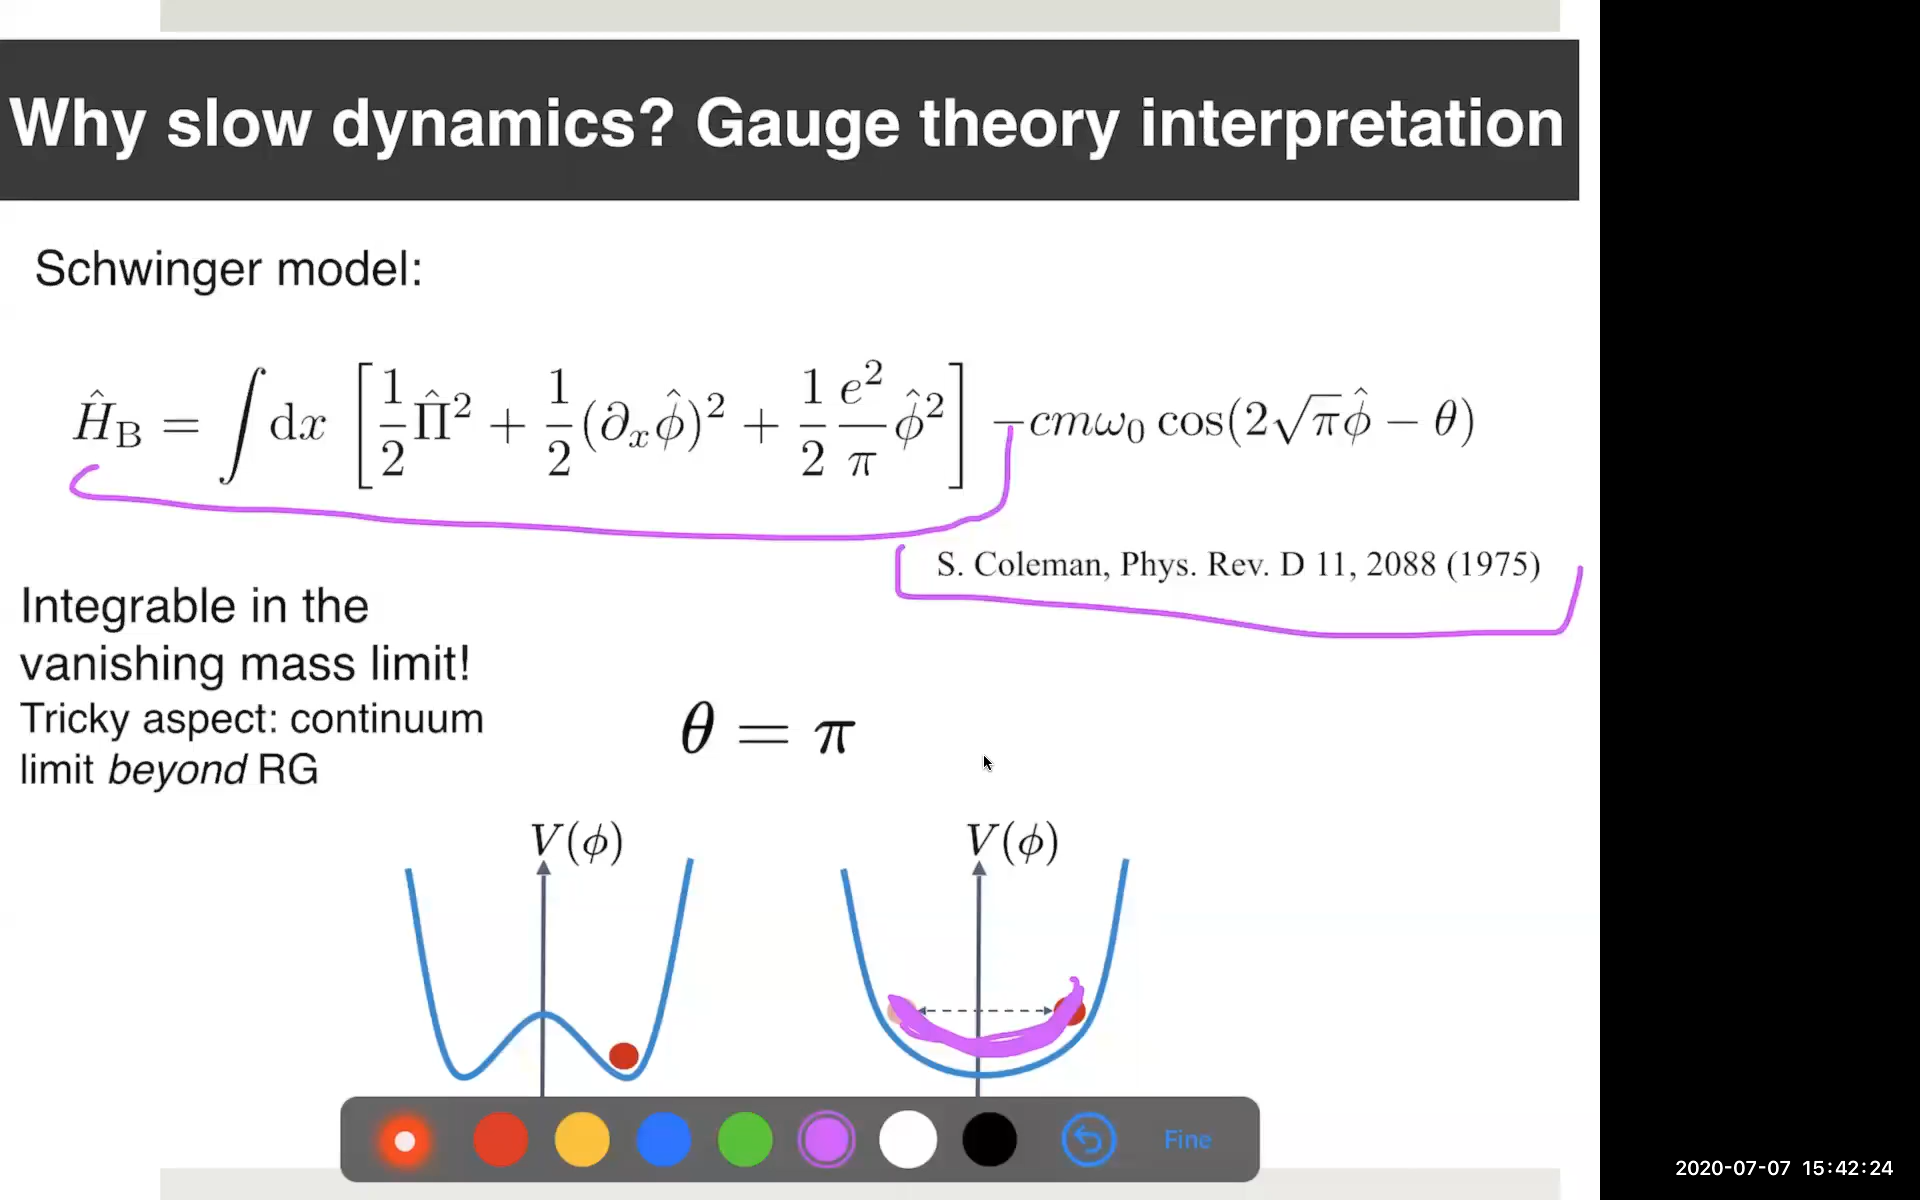 Why slow dynamics? Gauge theory interpretation
Schwinger model:
Ĥ_B = ∫ dx [ 1/2 Π̂² + 1/2 (∂ₓφ̂)² + 1/2 e²/π φ̂² ] − cmω₀ cos(2√π φ̂ − θ)
S. Coleman, Phys. Rev. D 11, 2088 (1975)
Integrable in the
vanishing mass limit!
Tricky aspect: continuum
limit beyond RG
θ = π
V(ϕ)
V(ϕ)
Fine
2020-07-07 15:42:24